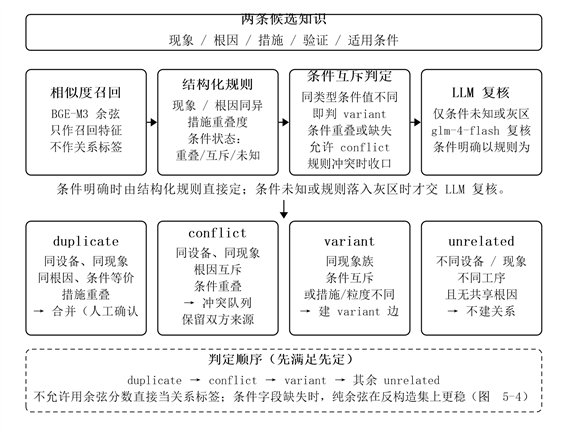 两条候选知识
现象 / 根因 / 措施 / 验证 / 适用条件
相似度召回
BGE-M3 余弦
只作召回特征
不作关系标签
结构化规则
现象 / 根因同异
措施重叠度
条件状态：
重叠/互斥/未知
条件互斥判定
同类型条件值不同
即判 variant
条件重叠或缺失
允许 conflict
规则冲突时收口
LLM 复核
仅条件未知或灰区
glm-4-flash 复核
条件明确以规则为
条件明确时由结构化规则直接定；条件未知或规则落入灰区时才交 LLM 复核。
duplicate
同设备、同现象
同根因、条件等价
措施重叠
→ 合并（人工确认
conflict
同设备、同现象
根因互斥
条件重叠
→ 冲突队列
保留双方来源
variant
同现象族
条件互斥
或措施/粒度不同
→ 建 variant 边
unrelated
不同设备 / 现象
不同工序
且无共享根因
→ 不建关系
判定顺序（先满足先定）
duplicate → conflict → variant → 其余 unrelated
不允许用余弦分数直接当关系标签；条件字段缺失时，纯余弦在反构造集上更稳（图 5-4）